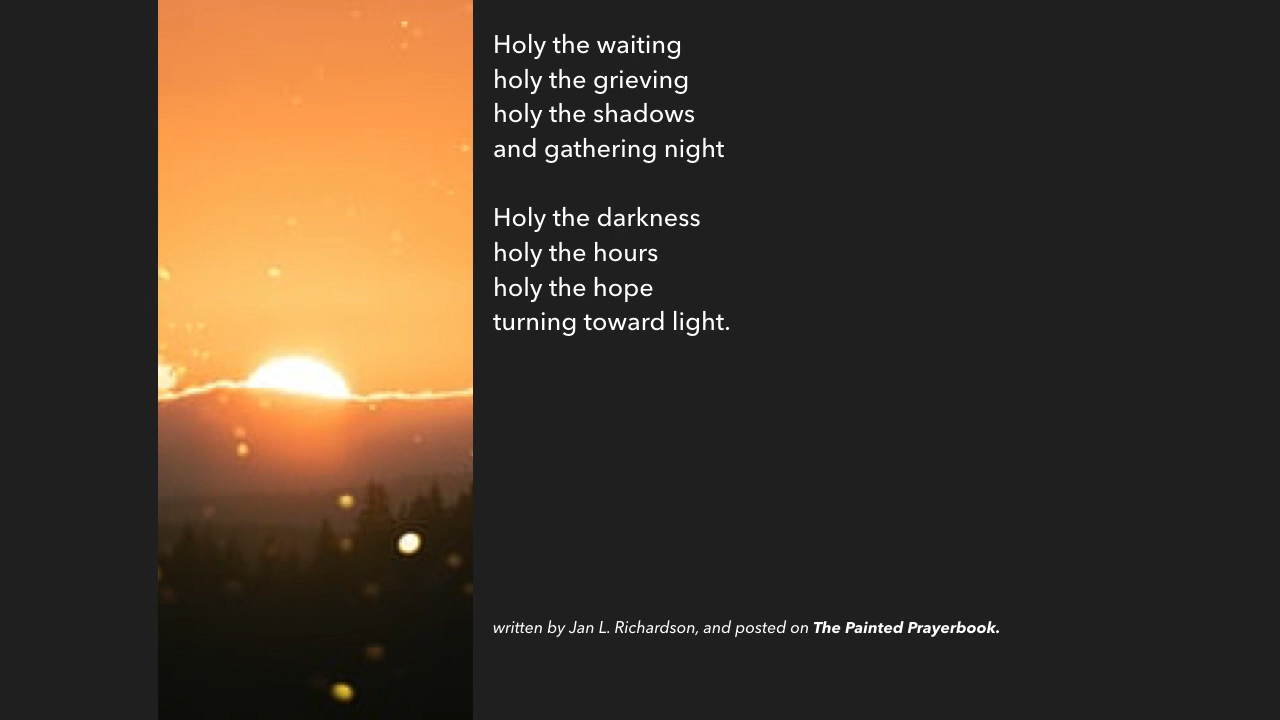 Holy the waiting
holy the grieving
holy the shadows
and gathering night
Holy the darkness
holy the hours
holy the hope
turning toward light.
written by Jan L. Richardson, and posted on The Painted Prayerbook.